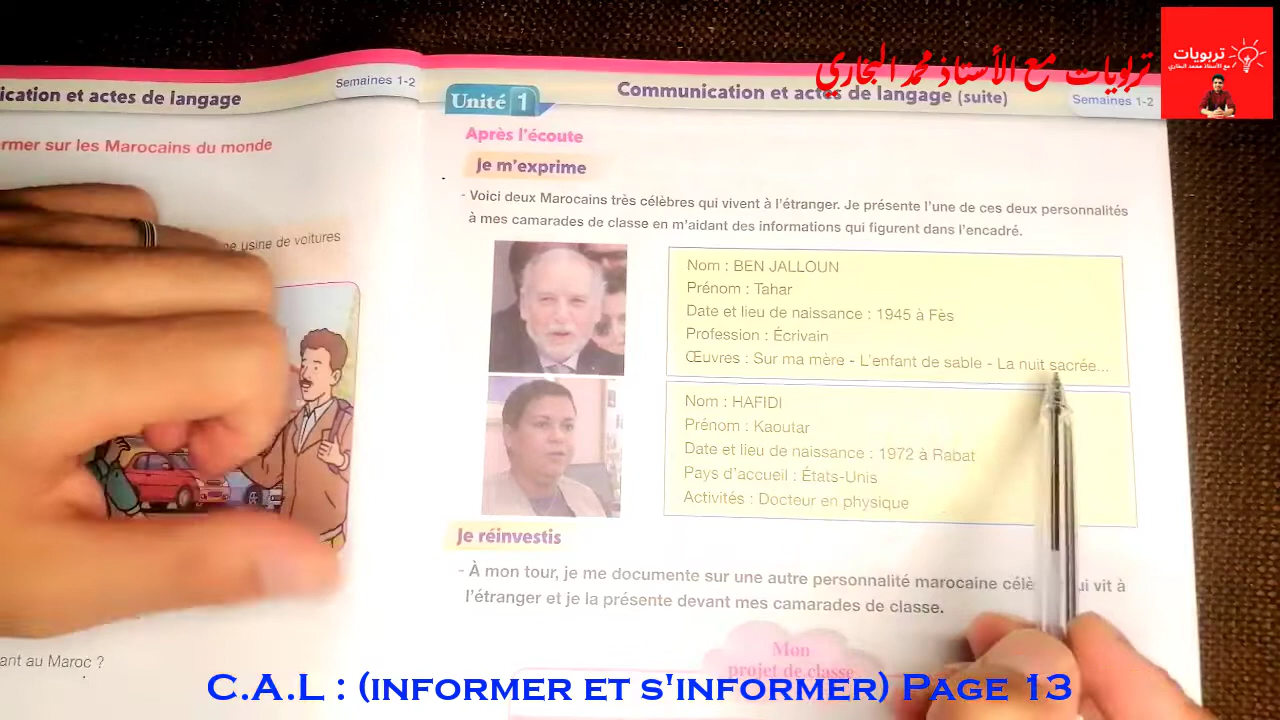 تربويات مع الأستاذ محمد البخاري
تربويات
مع الأستاذ محمد البخاري
ication et actes de langage
Semaines 1-2
rmer sur les Marocains du monde
ne usine de voitures
ant au Maroc ?
Unité 1
Communication et actes de langage (suite)
Semaines 1-2
Après l'écoute
Je m'exprime
- Voici deux Marocains très célèbres qui vivent à l'étranger. Je présente l'une de ces deux personnalités
à mes camarades de classe en m'aidant des informations qui figurent dans l'encadré.
Nom : BEN JALLOUN
Prénom : Tahar
Date et lieu de naissance : 1945 à Fès
Profession : Écrivain
Œuvres : Sur ma mère - L'enfant de sable - La nuit sacrée...
Nom : HAFIDI
Prénom : Kaoutar
Date et lieu de naissance : 1972 à Rabat
Pays d'accueil : États-Unis
Activités : Docteur en physique
Je réinvestis
- À mon tour, je me documente sur une autre personnalité marocaine célè ui vit à
l'étranger et je la présente devant mes camarades de classe.
Mon
projet de classe
C.A.L : (informer et s'informer) Page 13